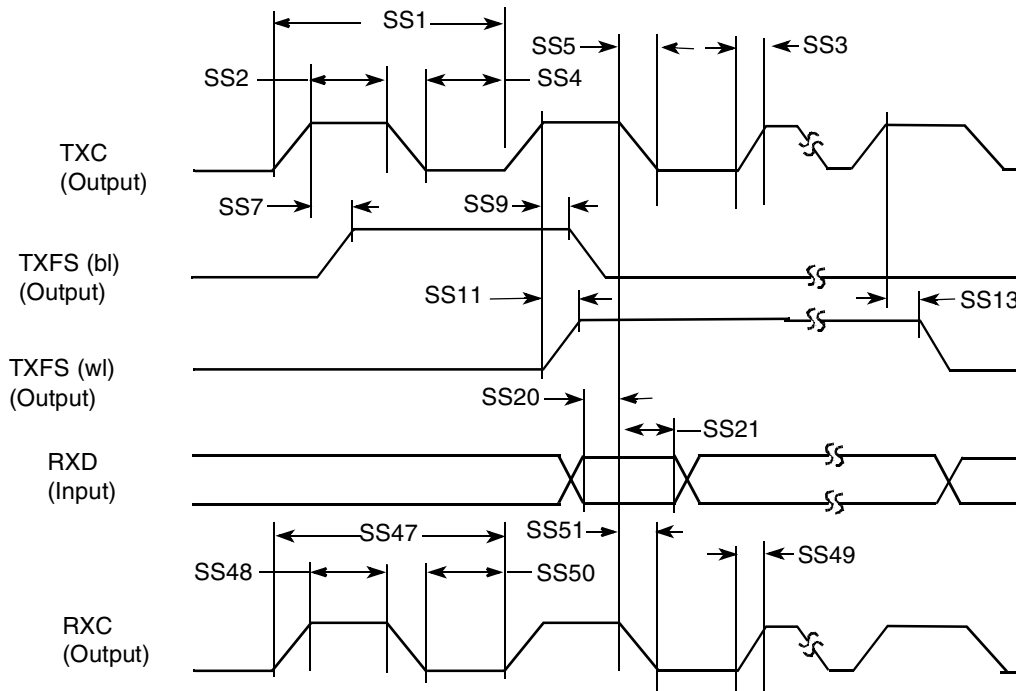 SS1
SS5
SS3
SS2
SS4
TXC
(Output)
SS7
SS9
TXFS (bl)
(Output)
SS11
SS13
TXFS (wl)
(Output)
SS20
SS21
RXD
(Input)
SS47
SS51
SS49
SS48
SS50
RXC
(Output)